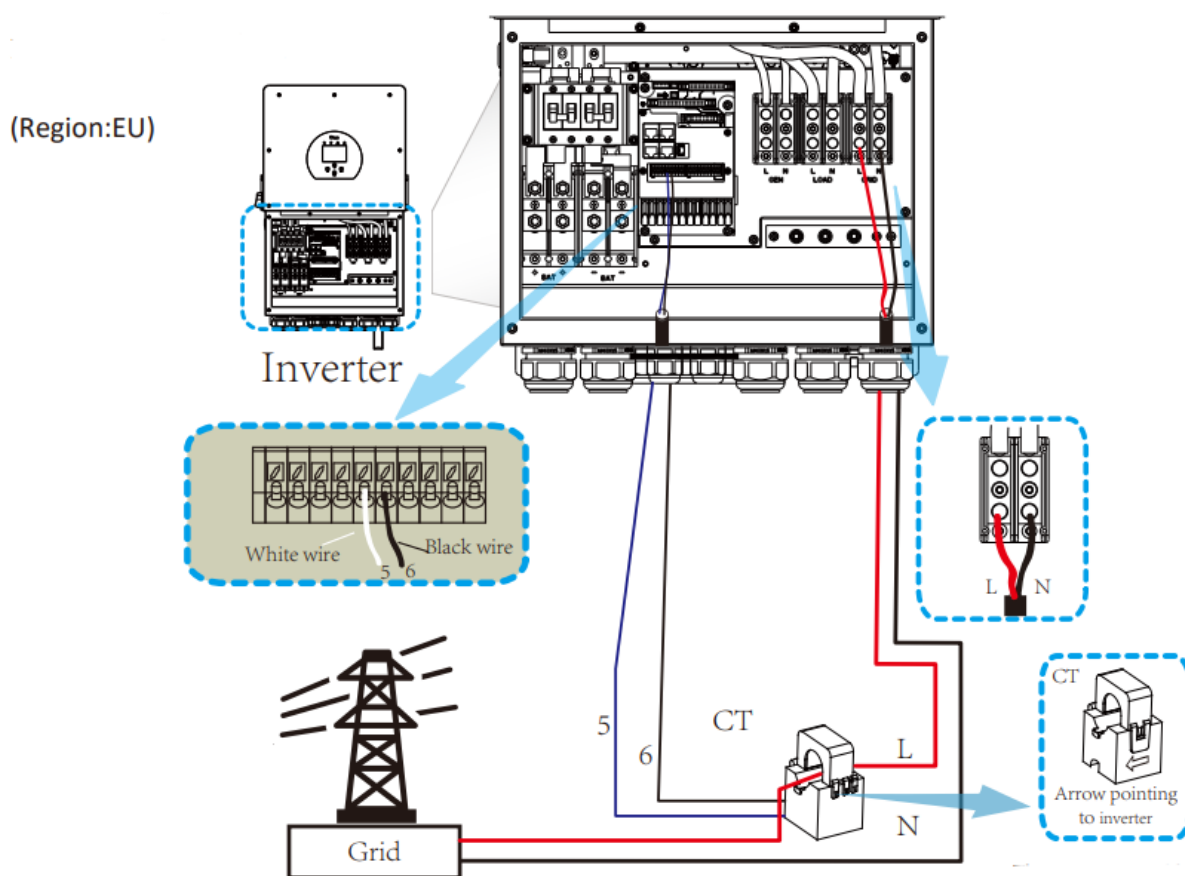 (Region:EU)
L N L N L N
GEN LOAD GRID
+ BAT + - BAT -
Inverter
White wire
Black wire
5 6
L N
CT
Arrow pointing
to inverter
5
6
CT
L
N
Grid